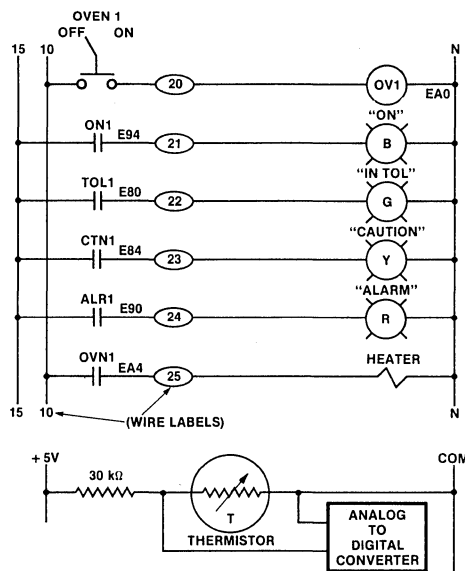 OVEN 1
OFF ON
15 10 N
20 OV1 EA0
"ON"
ON1 E94 21 B
"IN TOL"
TOL1 E80 22 G
"CAUTION"
CTN1 E84 23 Y
"ALARM"
ALR1 E90 24 R
OVN1 EA4 25 HEATER
15 10 (WIRE LABELS) N
+ 5V COM
30 kΩ
T
THERMISTOR
ANALOG
TO
DIGITAL
CONVERTER